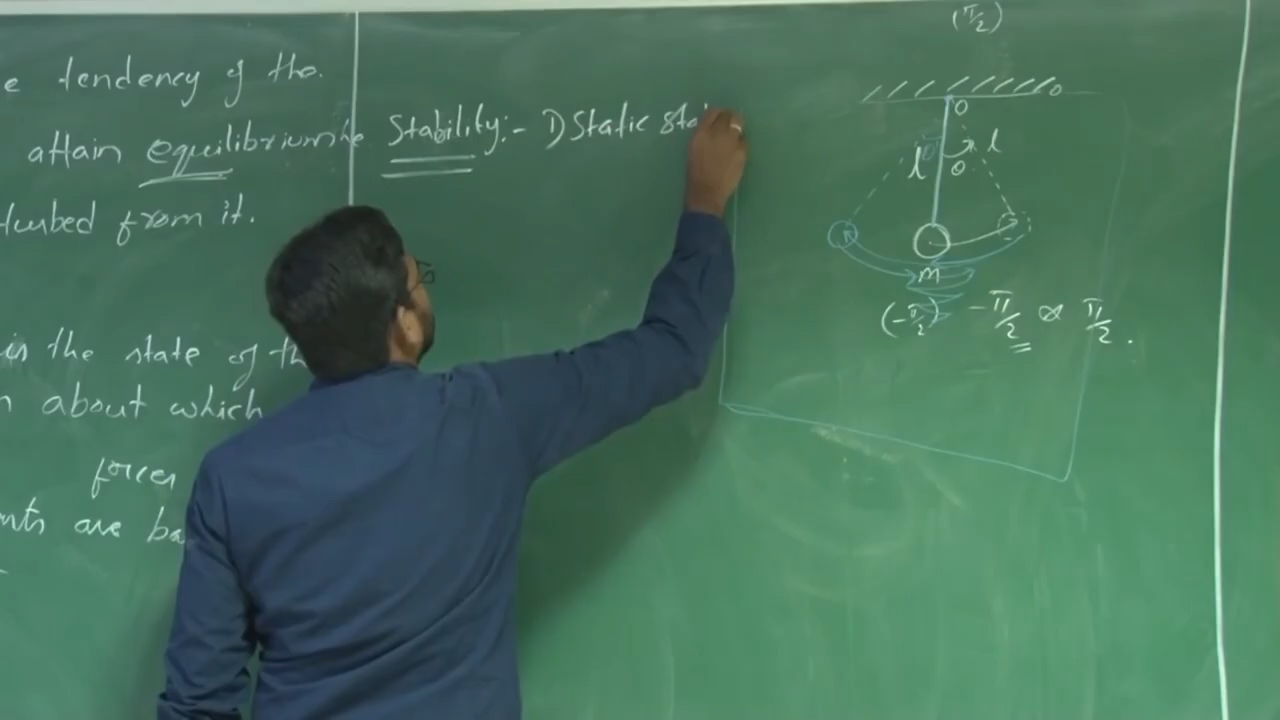 e tendency of the.
attain equilibrium
turbed from it.
in the state of th
n about which
forces
nts are ba
Stability:- 1) Static sta
(π/2)
O
l θ l
m
(-π/2) -π/2 π/2.